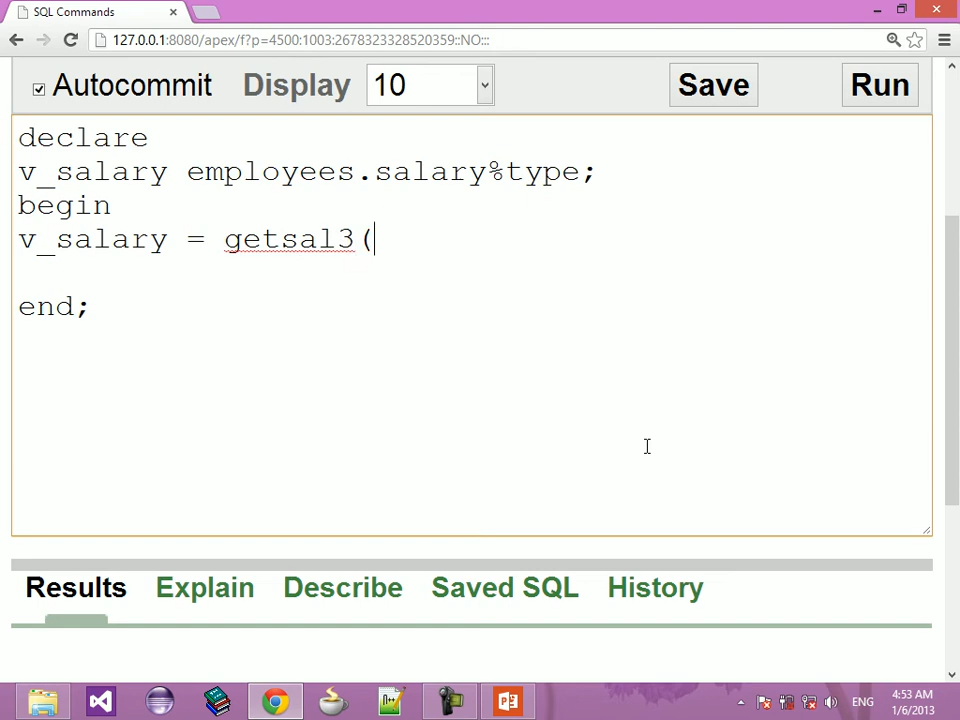 SQL Commands
127.0.0.1:8080/apex/f?p=4500:1003:2678323328520359::NO:::
Autocommit Display 10 Save Run
declare
v_salary employees.salary%type;
begin
v_salary = getsal3(
end;
Results Explain Describe Saved SQL History
ENG
4:53 AM
1/6/2013